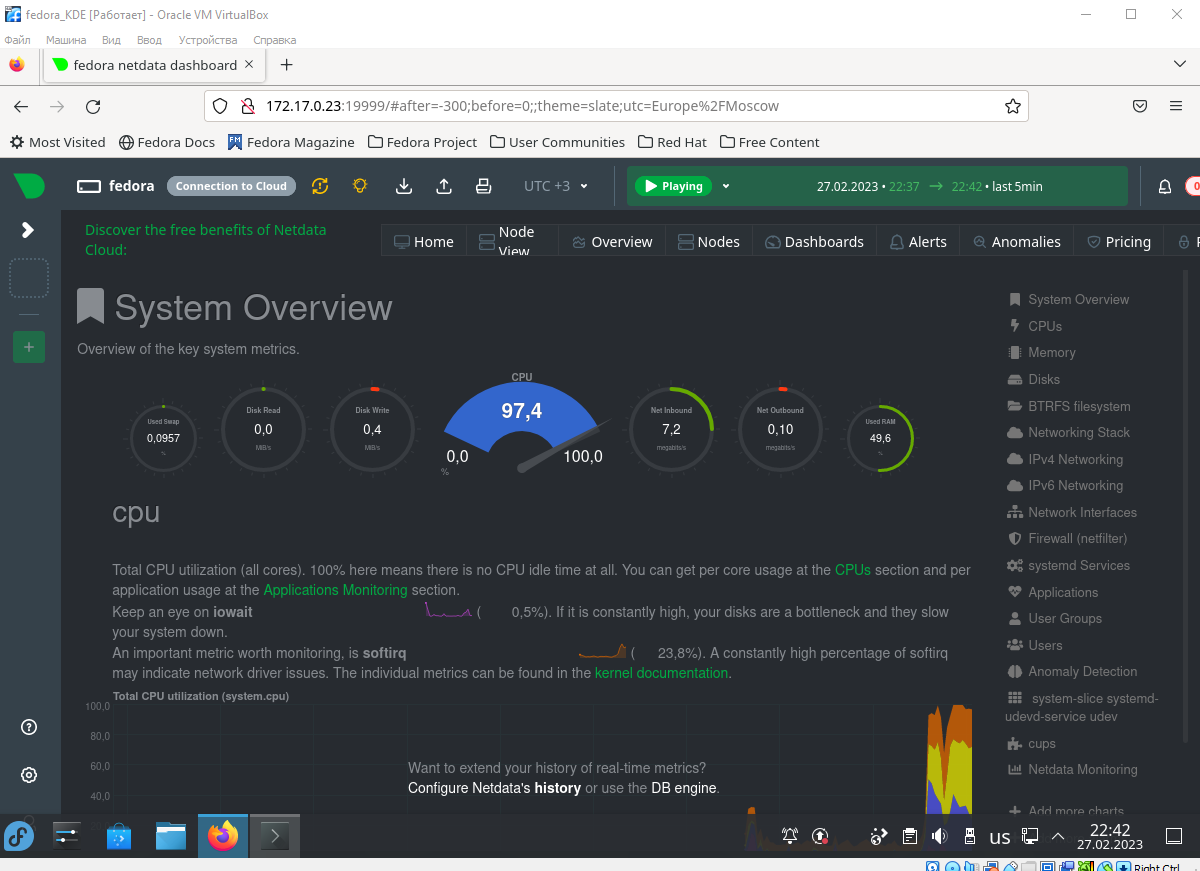 fedora_KDE [Работает] - Oracle VM VirtualBox
Файл Машина Вид Ввод Устройства Справка
fedora netdata dashboard
172.17.0.23:19999/#after=-300;before=0;;theme=slate;utc=Europe%2FMoscow
Most Visited Fedora Docs Fedora Magazine Fedora Project User Communities Red Hat Free Content
fedora Connection to Cloud UTC +3 Playing 27.02.2023 • 22:37 → 22:42 • last 5min
Discover the free benefits of Netdata
Cloud:
Home Node View Overview Nodes Dashboards Alerts Anomalies Pricing
System Overview
Overview of the key system metrics.
CPU
Used Swap
0,0957
%
Disk Read
0,0
MiB/s
Disk Write
0,4
MiB/s
97,4
0,0 100,0
%
Net Inbound
7,2
megabits/s
Net Outbound
0,10
megabits/s
Used RAM
49,6
%
cpu
Total CPU utilization (all cores). 100% here means there is no CPU idle time at all. You can get per core usage at the CPUs section and per
application usage at the Applications Monitoring section.
Keep an eye on iowait ( 0,5%). If it is constantly high, your disks are a bottleneck and they slow
your system down.
An important metric worth monitoring, is softirq ( 23,8%). A constantly high percentage of softirq
may indicate network driver issues. The individual metrics can be found in the kernel documentation.
Total CPU utilization (system.cpu)
100,0
80,0
60,0
40,0
Want to extend your history of real-time metrics?
Configure Netdata's history or use the DB engine.
System Overview
CPUs
Memory
Disks
BTRFS filesystem
Networking Stack
IPv4 Networking
IPv6 Networking
Network Interfaces
Firewall (netfilter)
systemd Services
Applications
User Groups
Users
Anomaly Detection
system-slice systemd-
udevd-service udev
cups
Netdata Monitoring
Add more charts
us
22:42
27.02.2023
Right Ctrl